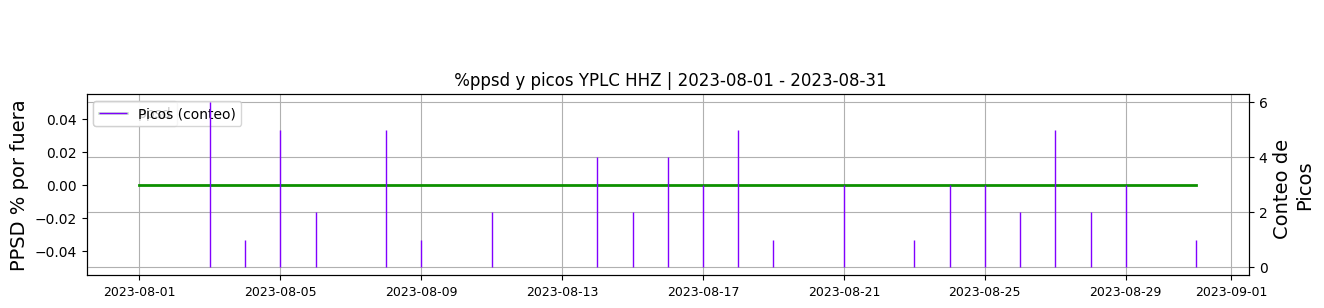 %ppsd y picos YPLC HHZ | 2023-08-01 - 2023-08-31
PPSD % por fuera
0.04
0.02
0.00
−0.02
−0.04
Picos (conteo)
6
4
2
0
Conteo de
Picos
2023-08-01 2023-08-05 2023-08-09 2023-08-13 2023-08-17 2023-08-21 2023-08-25 2023-08-29 2023-09-01